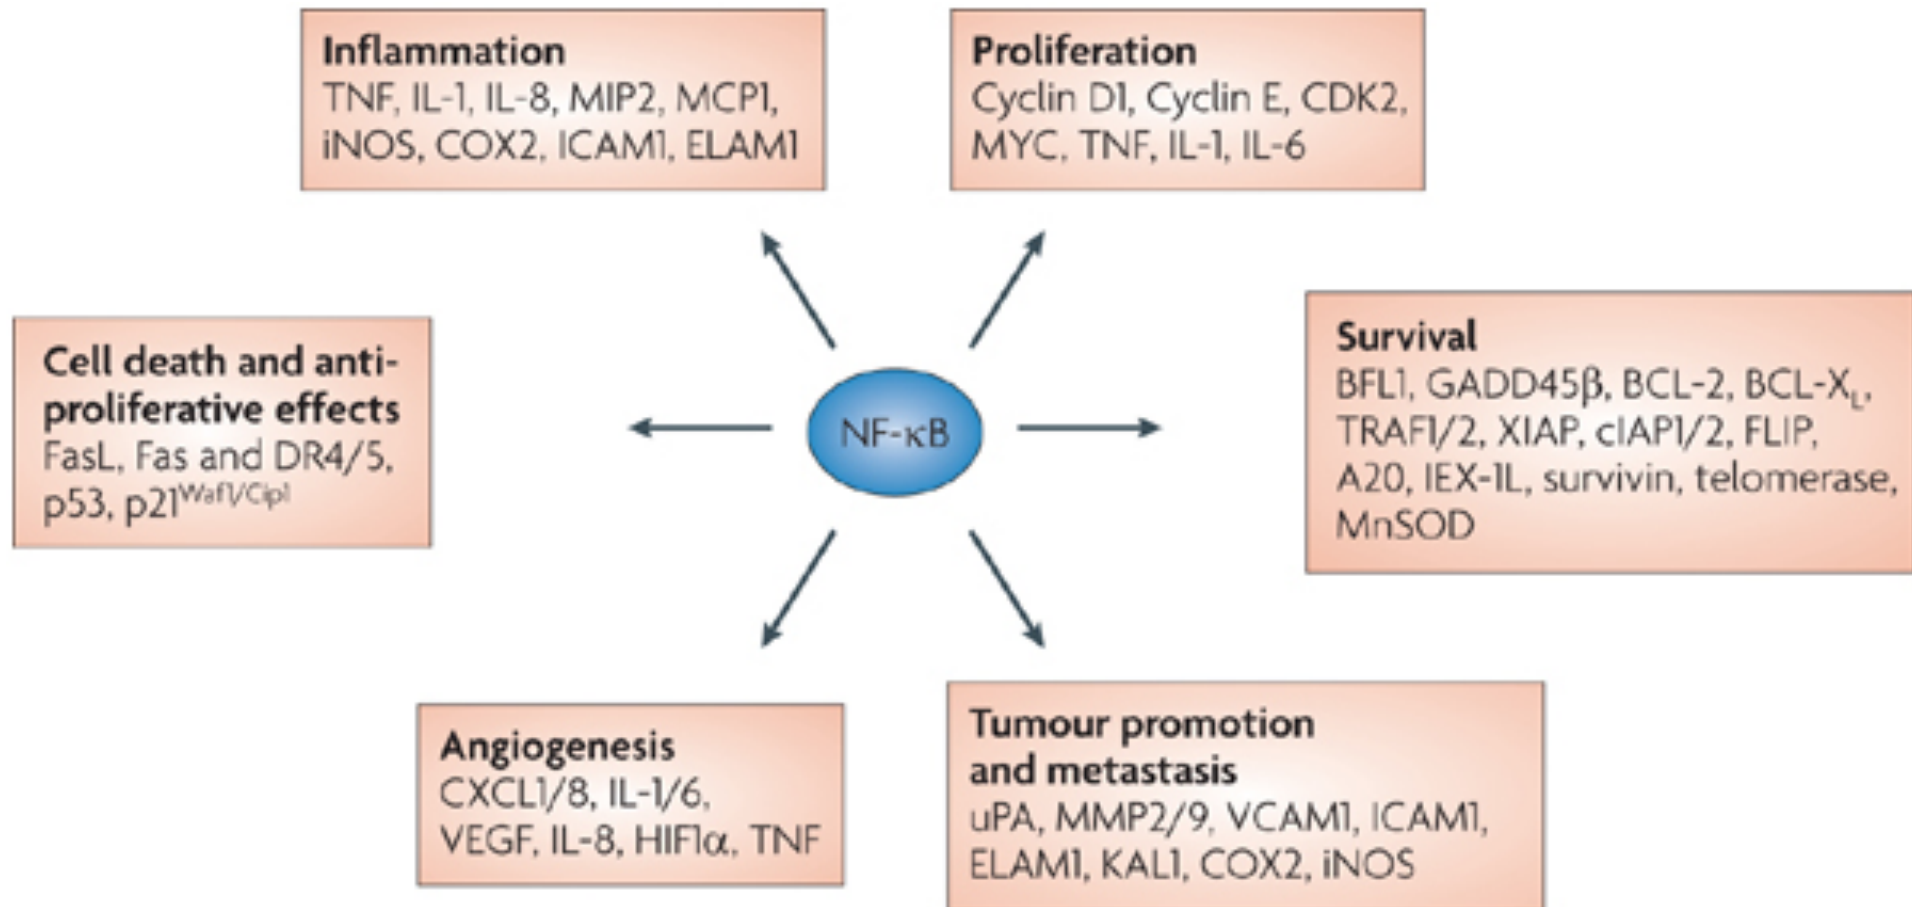 Inflammation
TNF, IL-1, IL-8, MIP2, MCP1,
iNOS, COX2, ICAM1, ELAM1
Proliferation
Cyclin D1, Cyclin E, CDK2,
MYC, TNF, IL-1, IL-6
Cell death and anti-
proliferative effects
FasL, Fas and DR4/5,
p53, p21Waf1/Cip1
NF-κB
Survival
BFL1, GADD45β, BCL-2, BCL-XL,
TRAF1/2, XIAP, cIAP1/2, FLIP,
A20, IEX-1L, survivin, telomerase,
MnSOD
Angiogenesis
CXCL1/8, IL-1/6,
VEGF, IL-8, HIF1α, TNF
Tumour promotion
and metastasis
uPA, MMP2/9, VCAM1, ICAM1,
ELAM1, KAL1, COX2, iNOS